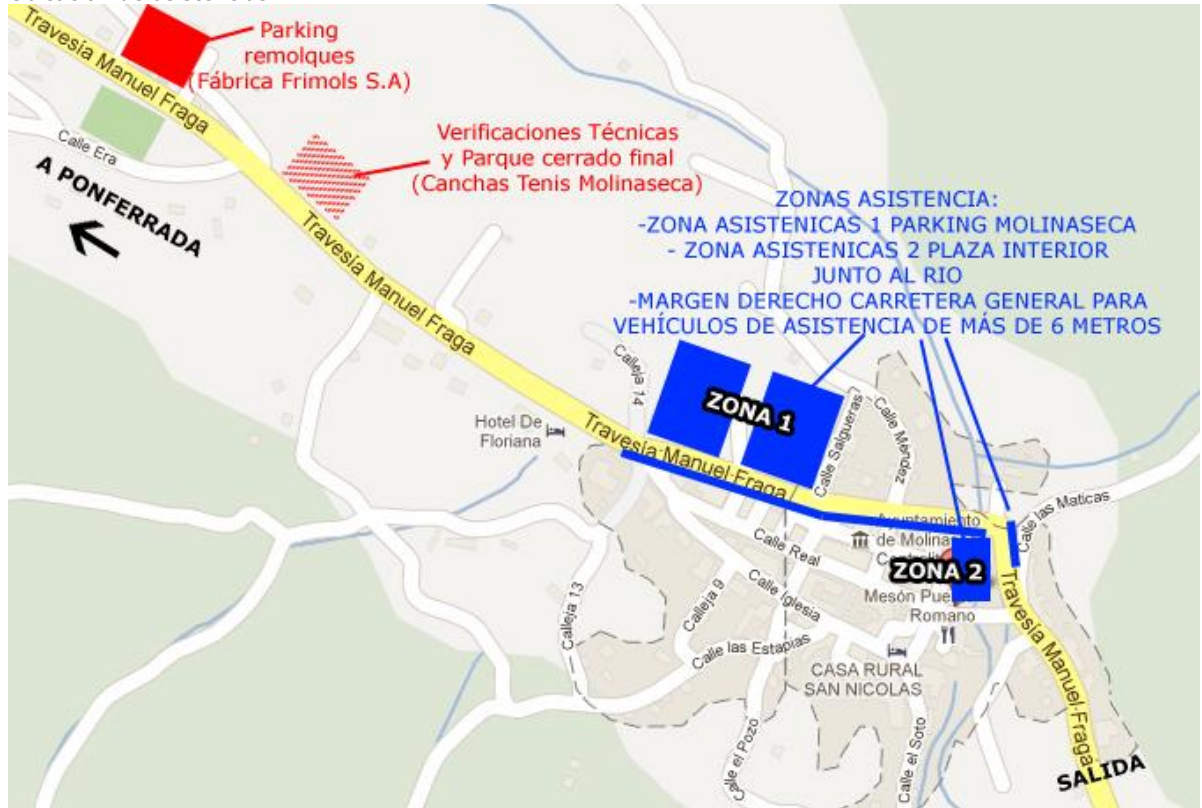 Travesía Manuel Fraga
Parking
remolques
(Fábrica Frimols S.A)
Calle Era
A PONFERRADA
Verificaciones Técnicas
y Parque cerrado final
(Canchas Tenis Molinaseca)
Travesía Manuel Fraga
ZONAS ASISTENCIA:
-ZONA ASISTENICAS 1 PARKING MOLINASECA
- ZONA ASISTENICAS 2 PLAZA INTERIOR
JUNTO AL RIO
-MARGEN DERECHO CARRETERA GENERAL PARA
VEHÍCULOS DE ASISTENCIA DE MÁS DE 6 METROS
Calleja 14
ZONA 1
Hotel De
Floriana
Travesía Manuel Fraga
Calle Salgueras
Calle Mendez
Calle las Maticas
Ayuntamiento
de Molina
Calle Real
ZONA 2
Calle Iglesia
Calleja 9
Calleja 13
Mesón Pue
Romano
Calle las Estapias
CASA RURAL
SAN NICOLAS
Travesía Manuel Fraga
Calle el Pozo
Calle el Soto
SALIDA